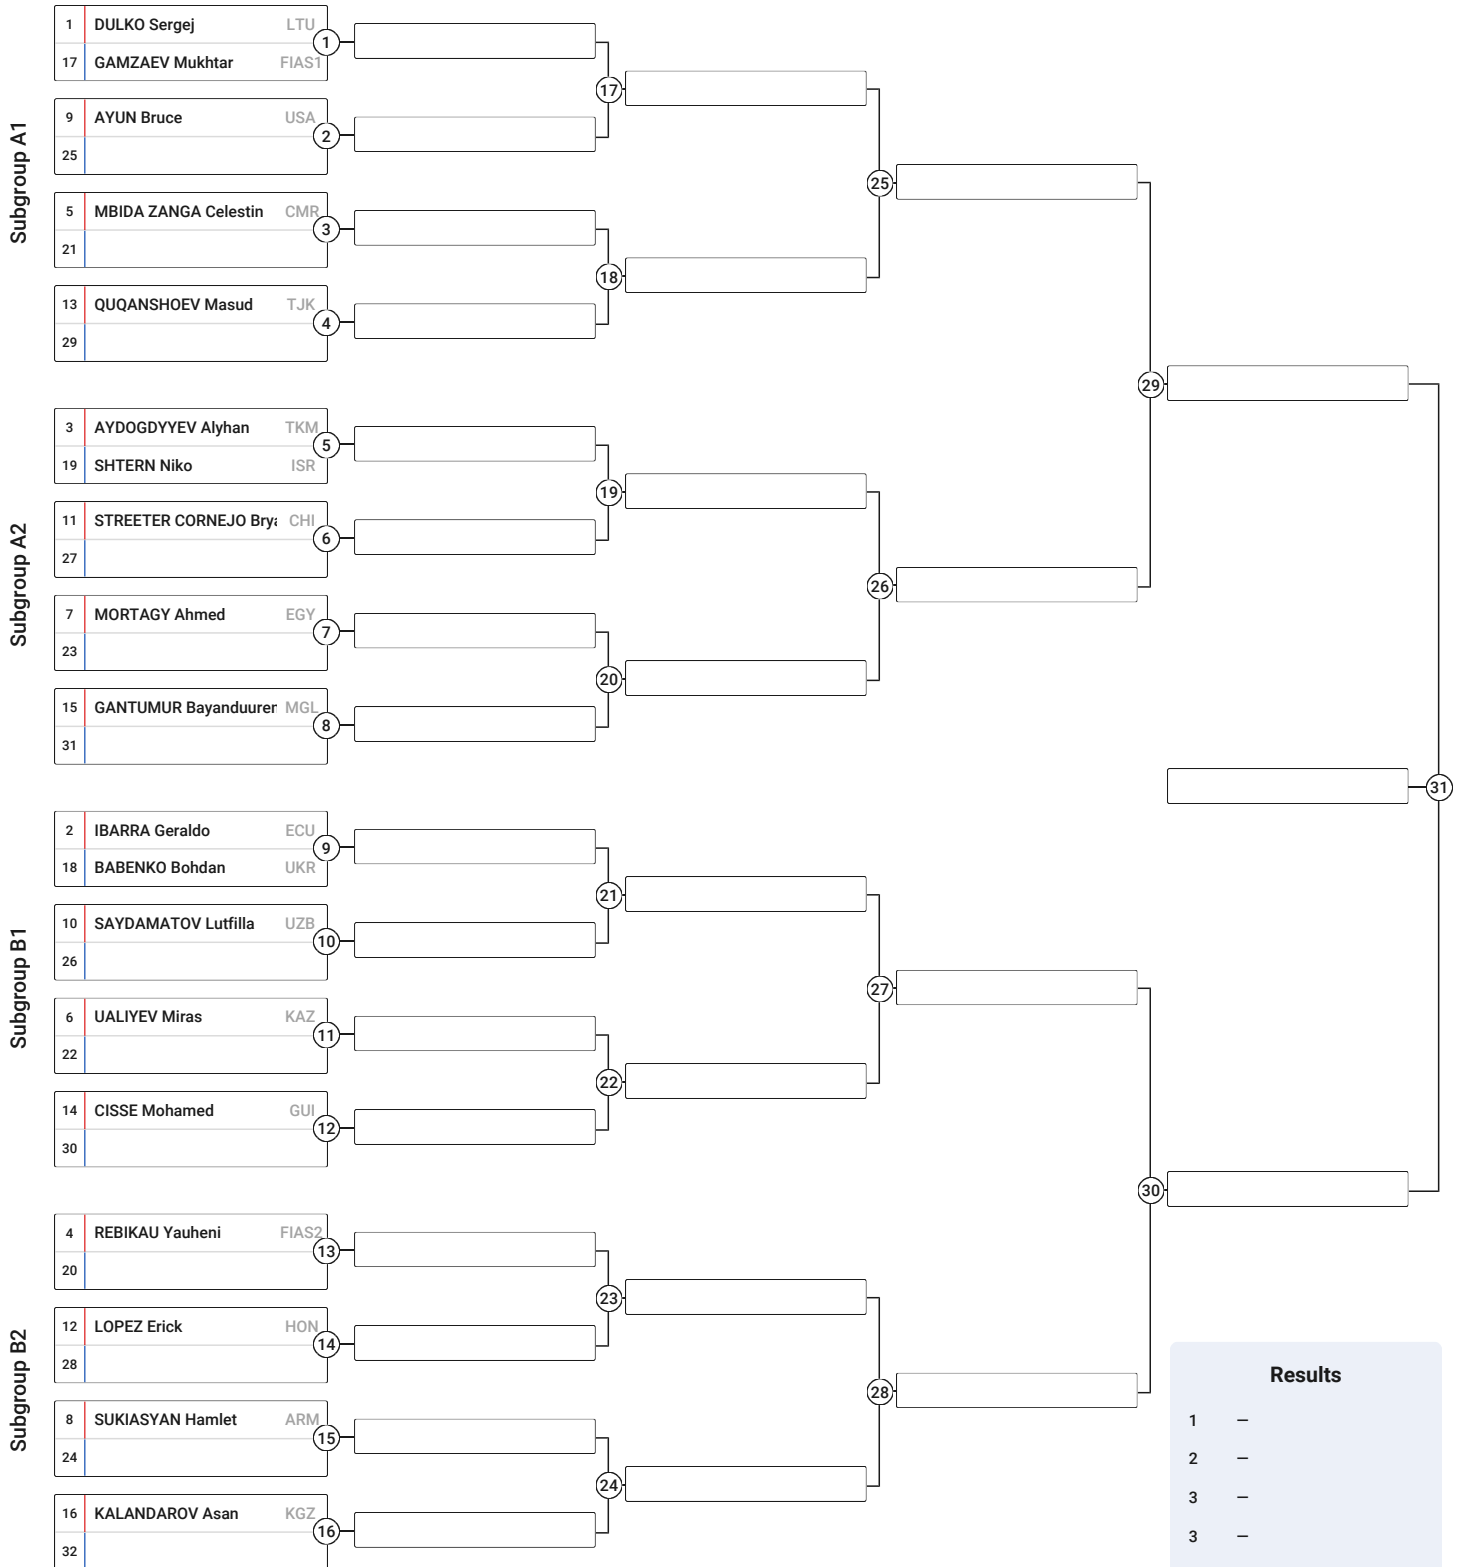 Subgroup A1
1 DULKO Sergej LTU
17 GAMZAEV Mukhtar FIAS1
1
9 AYUN Bruce USA
25
2
17
5 MBIDA ZANGA Celestin CMR
21
3
25
13 QUQANSHOEV Masud TJK
29
4
18
Subgroup A2
3 AYDOGDYYEV Alyhan TKM
19 SHTERN Niko ISR
5
29
11 STREETER CORNEJO Brya CHI
27
6
19
7 MORTAGY Ahmed EGY
23
7
26
15 GANTUMUR Bayanduuren MGL
31
8
20
31
Subgroup B1
2 IBARRA Geraldo ECU
18 BABENKO Bohdan UKR
9
10 SAYDAMATOV Lutfilla UZB
26
10
21
6 UALIYEV Miras KAZ
22
11
27
14 CISSE Mohamed GUI
30
12
22
Subgroup B2
4 REBIKAU Yauheni FIAS2
20
13
30
12 LOPEZ Erick HON
28
14
23
8 SUKIASYAN Hamlet ARM
24
15
28
16 KALANDAROV Asan KGZ
32
16
24
Results
1 –
2 –
3 –
3 –